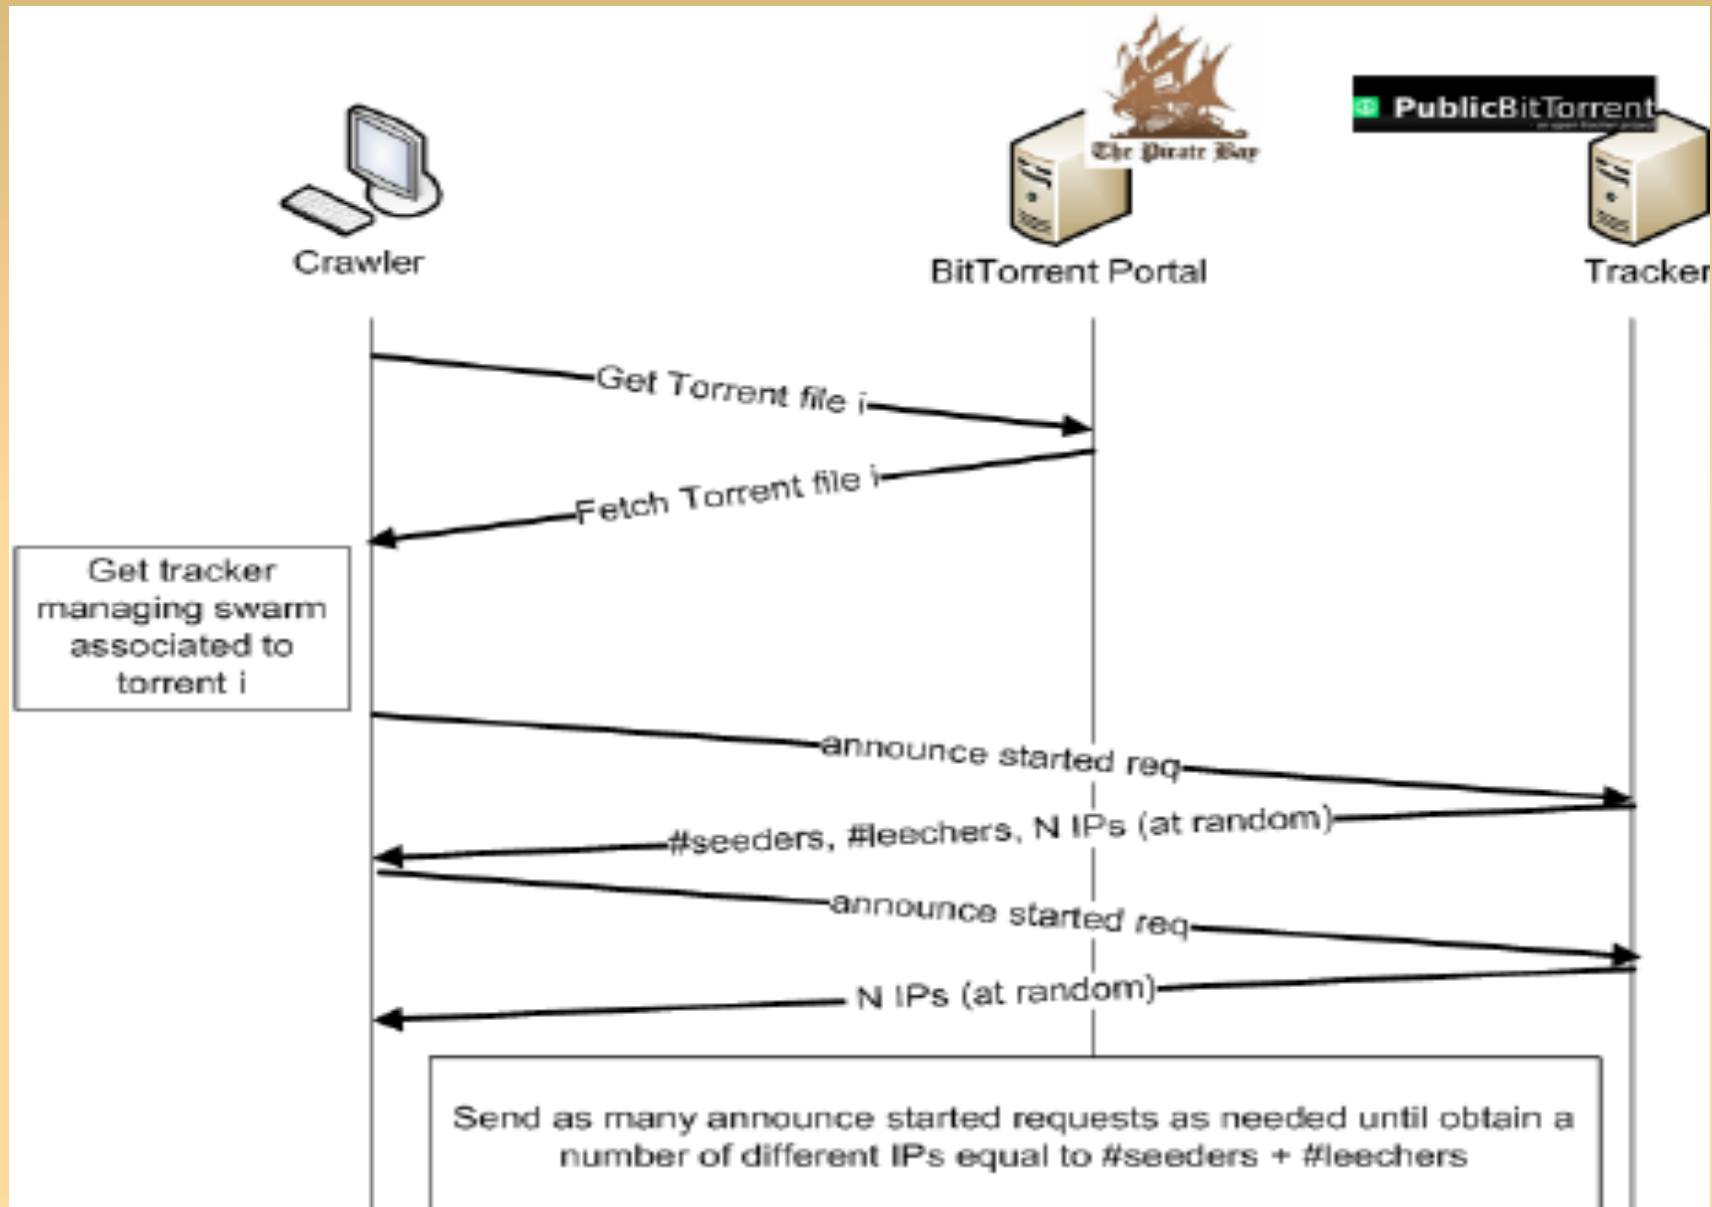 The Pirate Bay
PublicBitTorrent
Crawler
BitTorrent Portal
Tracker
Get Torrent file i
Fetch Torrent file i
Get tracker
managing swarm
associated to
torrent i
announce started req
#seeders, #leechers, N IPs (at random)
announce started req
N IPs (at random)
Send as many announce started requests as needed until obtain a
number of different IPs equal to #seeders + #leechers